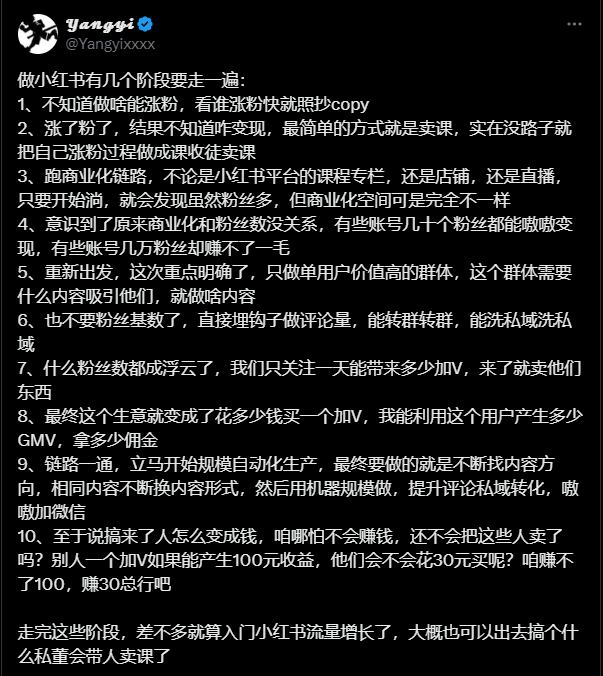 Yangyi
@Yangyixxxx
做小红书有几个阶段要走一遍：
1、不知道做啥能涨粉，看谁涨粉快就照抄copy
2、涨了粉了，结果不知道咋变现，最简单的方式就是卖课，实在没路子就
把自己涨粉过程做成课收徒卖课
3、跑商业化链路，不论是小红书平台的课程专栏，还是店铺，还是直播，
只要开始淌，就会发现虽然粉丝多，但商业化空间可是完全不一样
4、意识到了原来商业化和粉丝数没关系，有些账号几十个粉丝都能嗷嗷变
现，有些账号几万粉丝却赚不了一毛
5、重新出发，这次重点明确了，只做单用户价值高的群体，这个群体需要
什么内容吸引他们，就做啥内容
6、也不要粉丝基数了，直接埋钩子做评论量，能转群转群，能洗私域洗私
域
7、什么粉丝数都成浮云了，我们只关注一天能带来多少加V，来了就卖他们
东西
8、最终这个生意就变成了花多少钱买一个加V，我能利用这个用户产生多少
GMV，拿多少佣金
9、链路一通，立马开始规模自动化生产，最终要做的就是不断找内容方
向，相同内容不断换内容形式，然后用机器规模做，提升评论私域转化，嗷
嗷加微信
10、至于说搞来了人怎么变成钱，咱哪怕不会赚钱，还不会把这些人卖了
吗？别人一个加V如果能产生100元收益，他们会不会花30元买呢？咱赚不
了100，赚30总行吧
走完这些阶段，差不多就算入门小红书流量增长了，大概也可以出去搞个什
么私董会带人卖课了